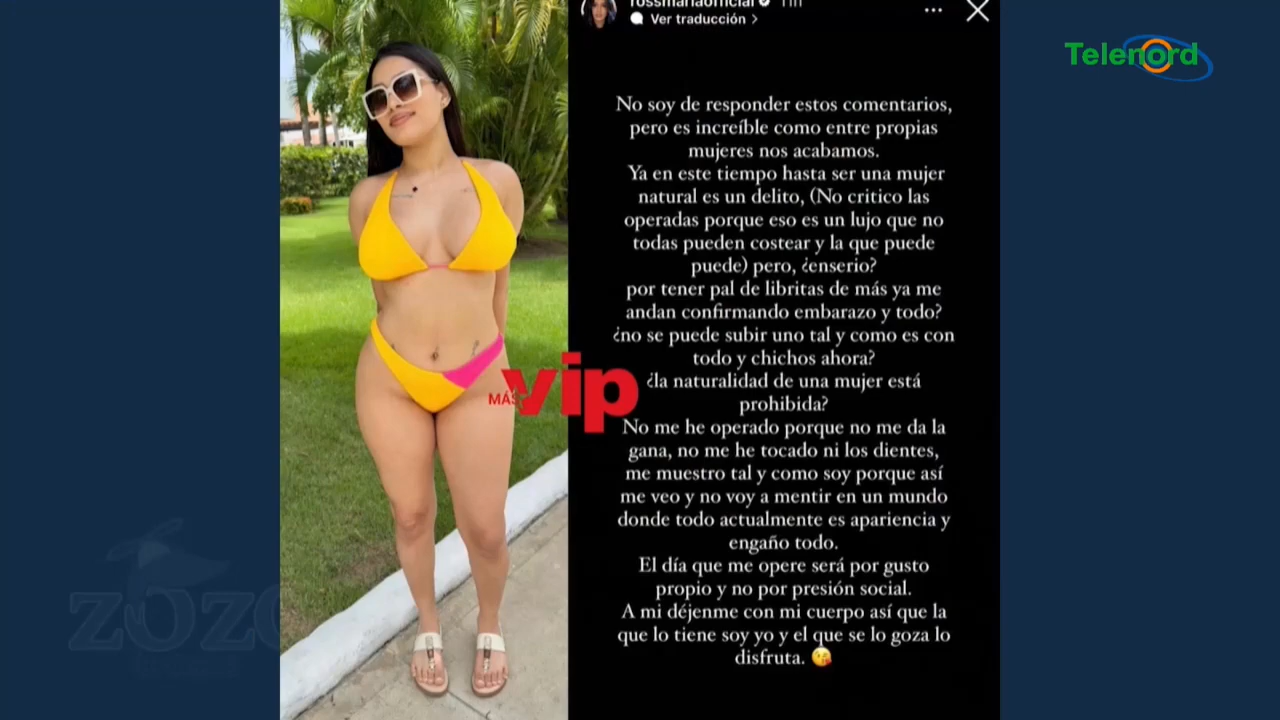 rossmariaofficial 11h
Ver traducción >
Telenord
No soy de responder estos comentarios,
pero es increíble como entre propias
mujeres nos acabamos.
Ya en este tiempo hasta ser una mujer
natural es un delito, (No critico las
operadas porque eso es un lujo que no
todas pueden costear y la que puede
puede) pero, ¿enserio?
por tener pal de libritas de más ya me
andan confirmando embarazo y todo?
¿no se puede subir uno tal y como es con
todo y chichos ahora?
¿la naturalidad de una mujer está
prohibida?
MÁS vip
No me he operado porque no me da la
gana, no me he tocado ni los dientes,
me muestro tal y como soy porque así
me veo y no voy a mentir en un mundo
donde todo actualmente es apariencia y
engaño todo.
El día que me opere será por gusto
propio y no por presión social.
A mi déjenme con mi cuerpo así que la
que lo tiene soy yo y el que se lo goza lo
disfruta. 😘